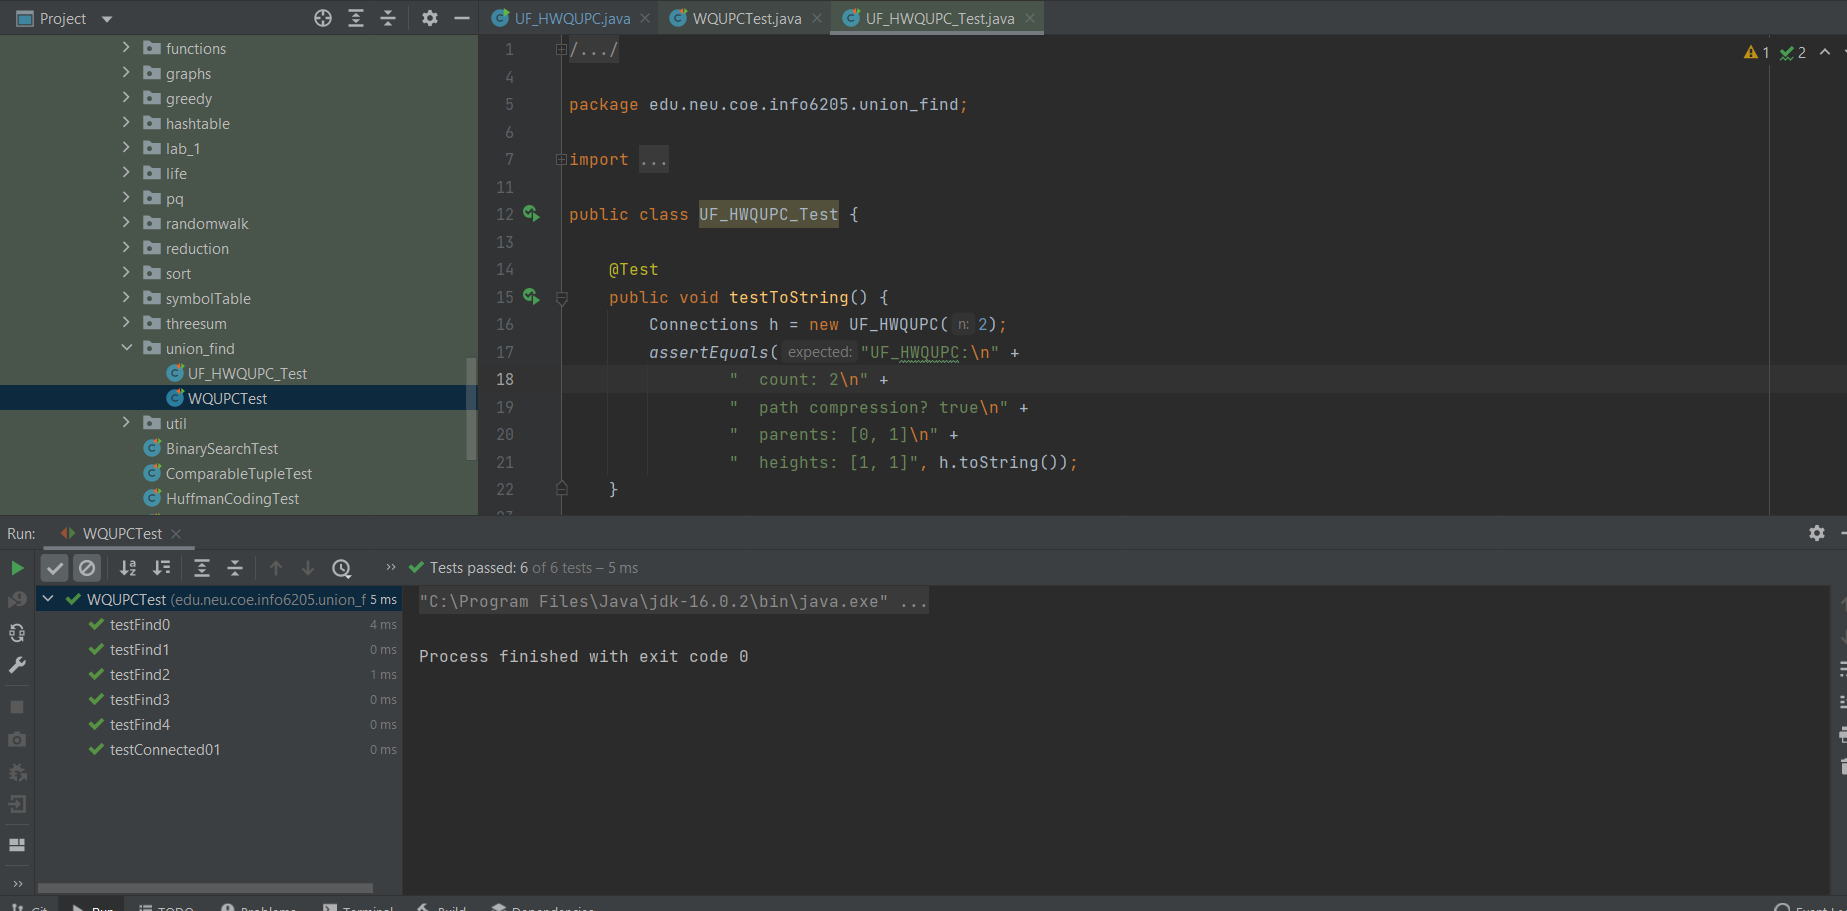 Project
UF_HWQUPC.java
WQUPCTest.java
UF_HWQUPC_Test.java
functions
graphs
greedy
hashtable
lab_1
life
pq
randomwalk
reduction
sort
symbolTable
threesum
union_find
UF_HWQUPC_Test
WQUPCTest
util
BinarySearchTest
ComparableTupleTest
HuffmanCodingTest
1 /.../
1 2
4
5 package edu.neu.coe.info6205.union_find;
6
7 import ...
11
12 public class UF_HWQUPC_Test {
13
14 @Test
15 public void testToString() {
16 Connections h = new UF_HWQUPC( n: 2);
17 assertEquals( expected: "UF_HWQUPC:\n" +
18 "  count: 2\n" +
19 "  path compression? true\n" +
20 "  parents: [0, 1]\n" +
21 "  heights: [1, 1]", h.toString());
22 }
Run: WQUPCTest
Tests passed: 6 of 6 tests – 5 ms
WQUPCTest (edu.neu.coe.info6205.union_f 5 ms
testFind0 4 ms
testFind1 0 ms
testFind2 1 ms
testFind3 0 ms
testFind4 0 ms
testConnected01 0 ms
"C:\Program Files\Java\jdk-16.0.2\bin\java.exe" ...
Process finished with exit code 0
Git Run TODO Problems Terminal Build Dependencies